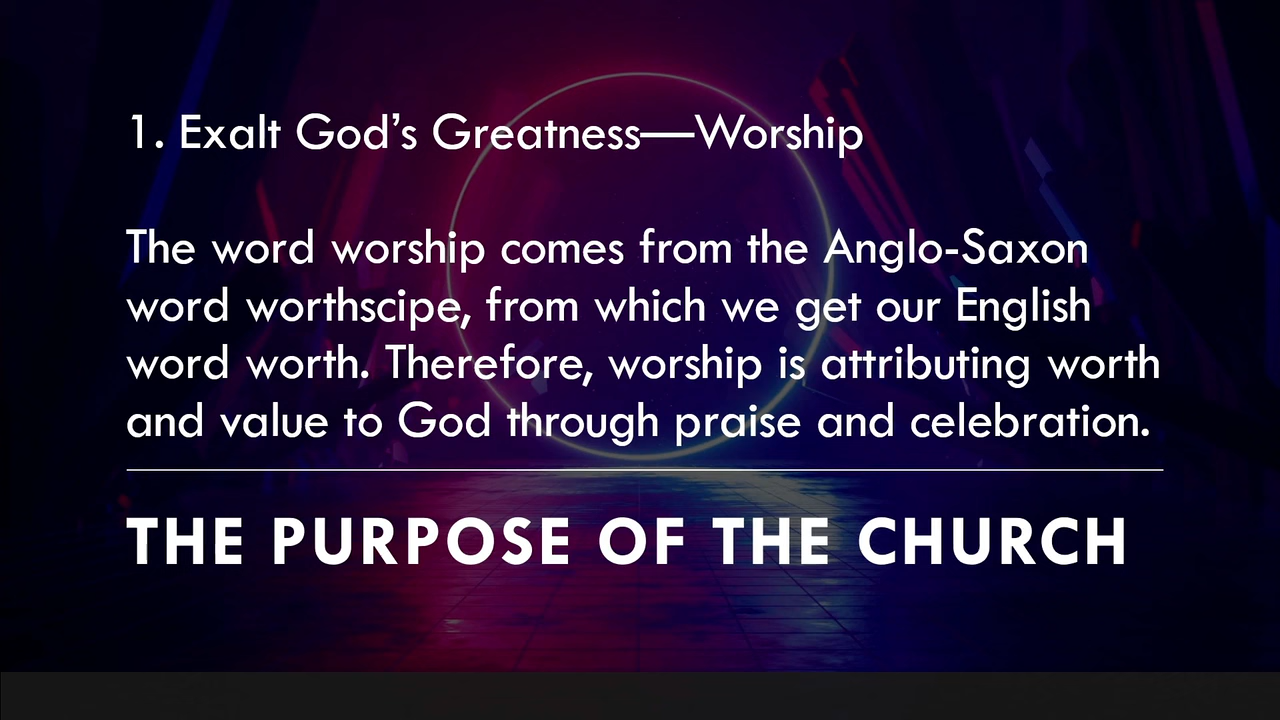 1. Exalt God’s Greatness—Worship
The word worship comes from the Anglo-Saxon
word worthscipe, from which we get our English
word worth. Therefore, worship is attributing worth
and value to God through praise and celebration.
THE PURPOSE OF THE CHURCH